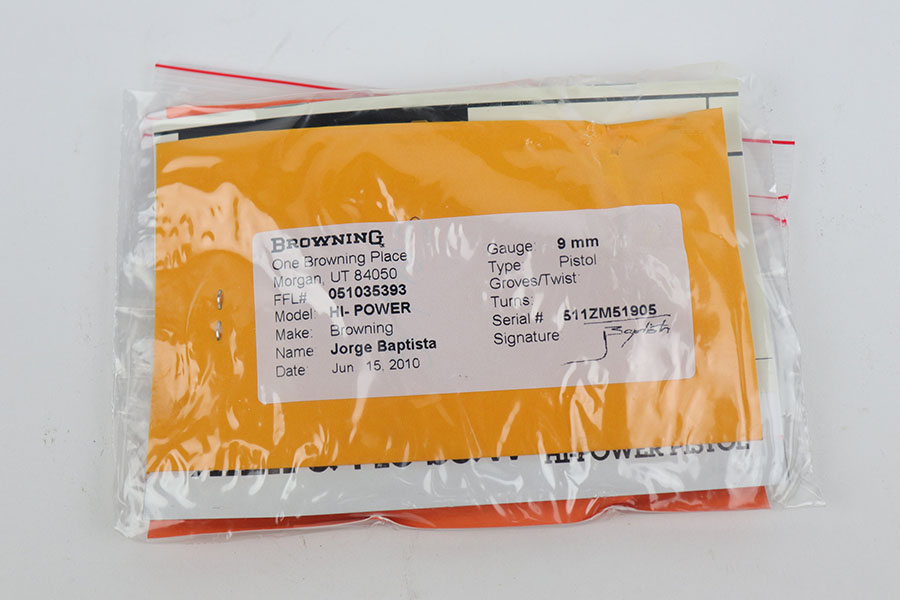 BROWNING
One Browning Place
Morgan, UT 84050
FFL# 051035393
Model: HI- POWER
Make: Browning
Name Jorge Baptista
Date Jun 15, 2010
Gauge: 9 mm
Type Pistol
Groves/Twist
Turns:
Serial # 511ZM51905
Signature JBaptista
HI-POWER PISTOL